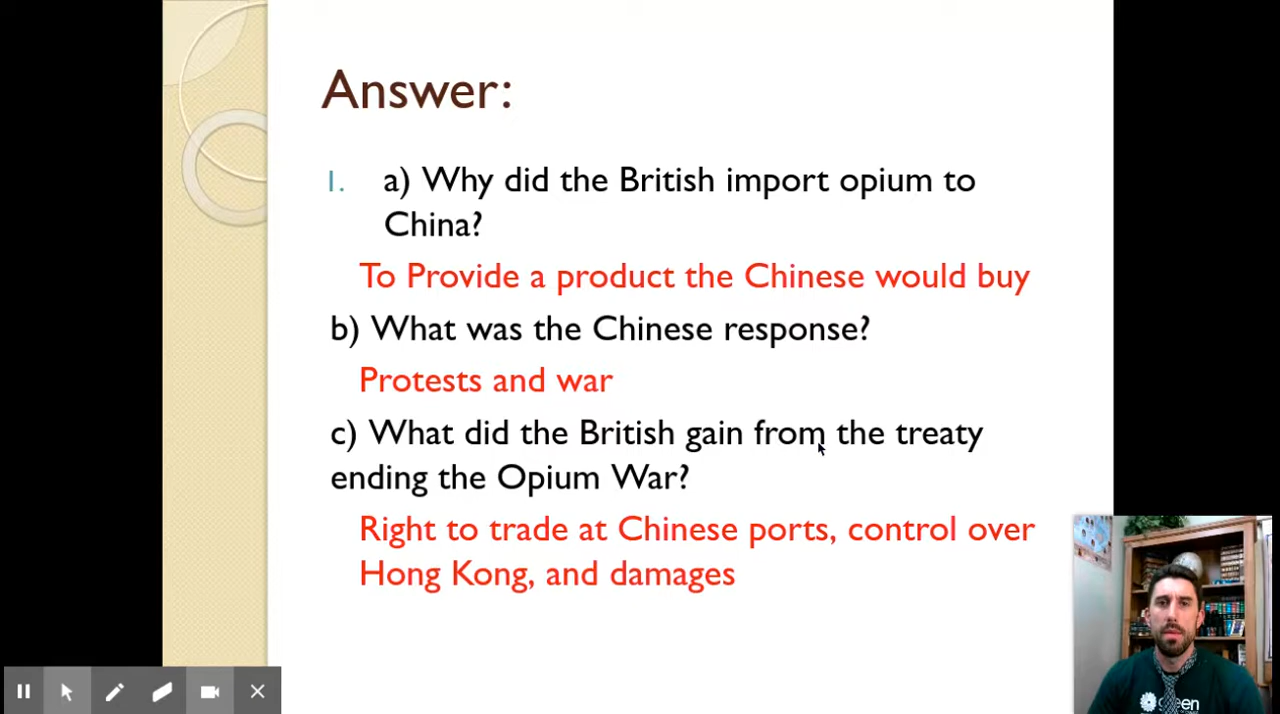 Answer:
1. a) Why did the British import opium to
China?
To Provide a product the Chinese would buy
b) What was the Chinese response?
Protests and war
c) What did the British gain from the treaty
ending the Opium War?
Right to trade at Chinese ports, control over
Hong Kong, and damages